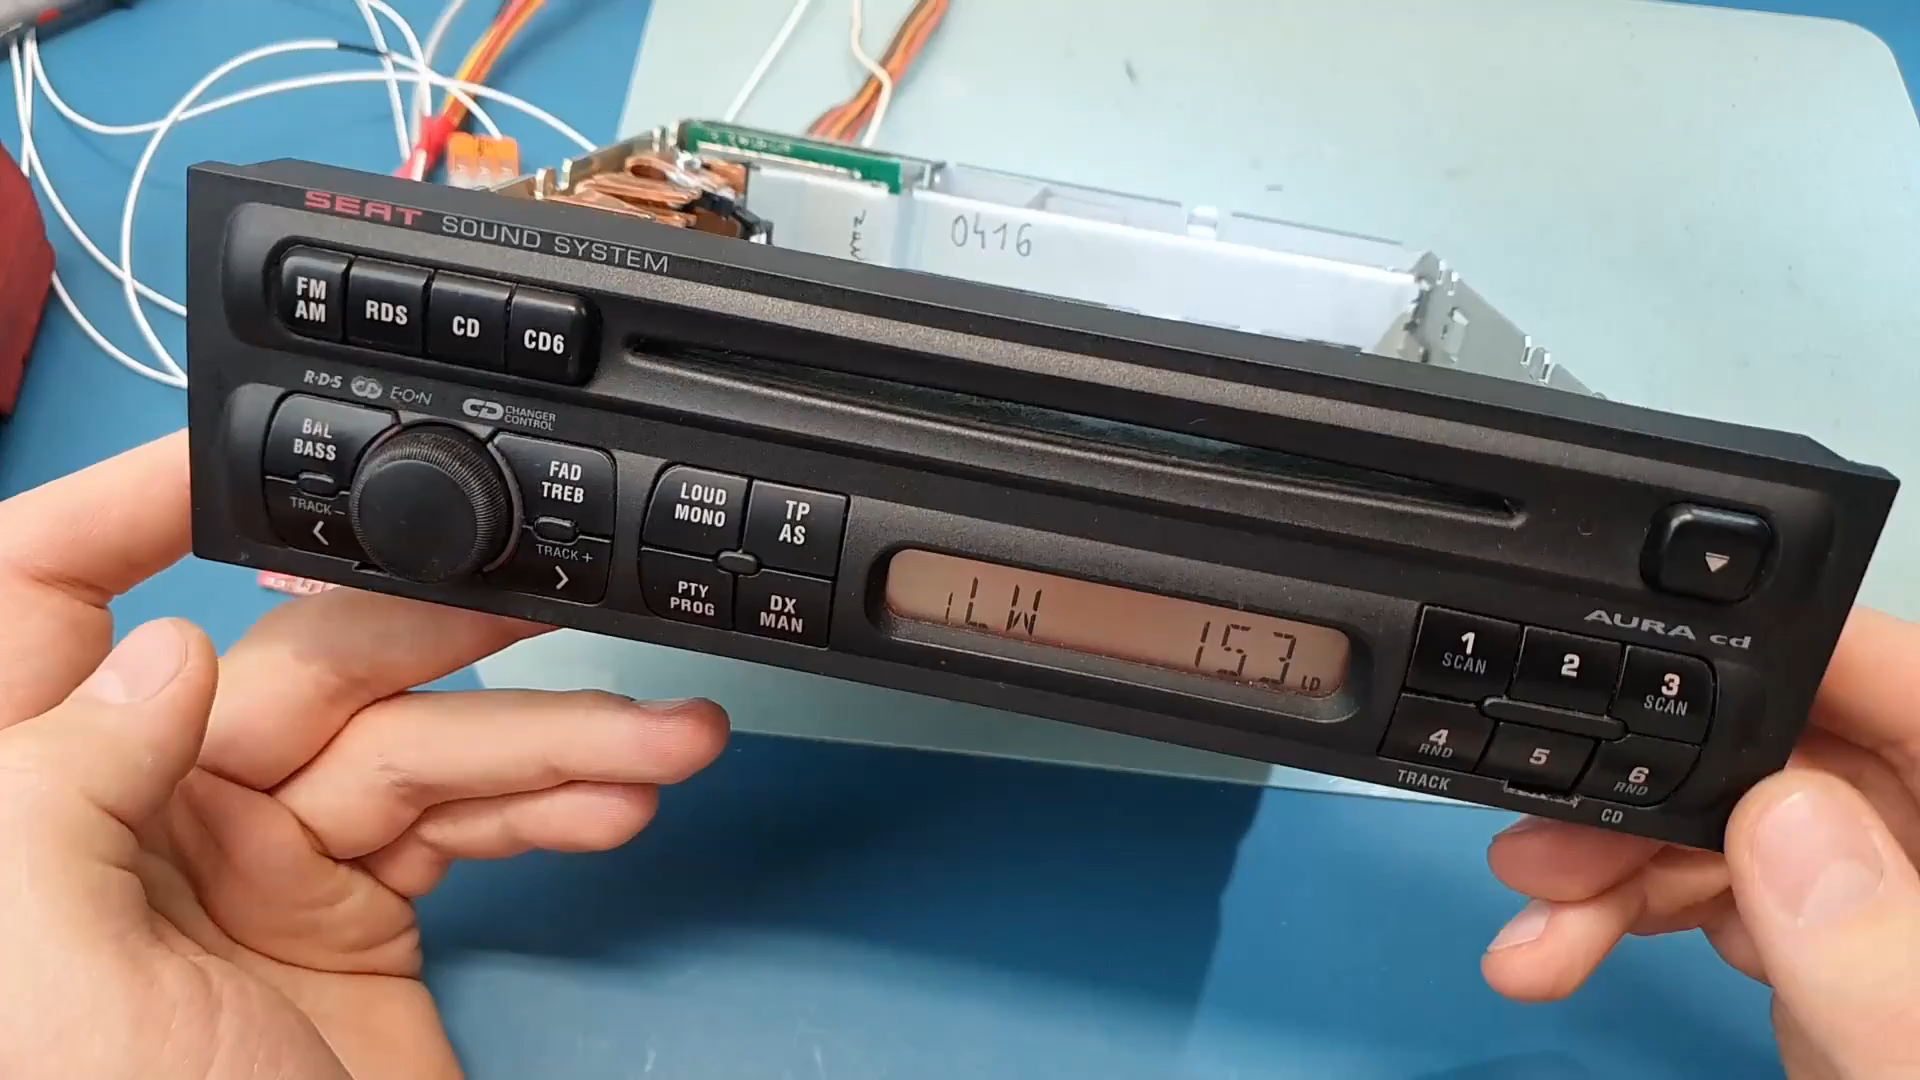 SEAT SOUND SYSTEM
0416
FM
AM
RDS
CD
CD6
R·D·S E·O·N
CD CHANGER
CONTROL
BAL
BASS
TRACK-
<
FAD
TREB
TRACK +
>
LOUD
MONO
TP
AS
PTY
PROG
DX
MAN
1LW 153 LD
AURA cd
1
SCAN
2
3
SCAN
4
RND
5
6
RND
TRACK
CD